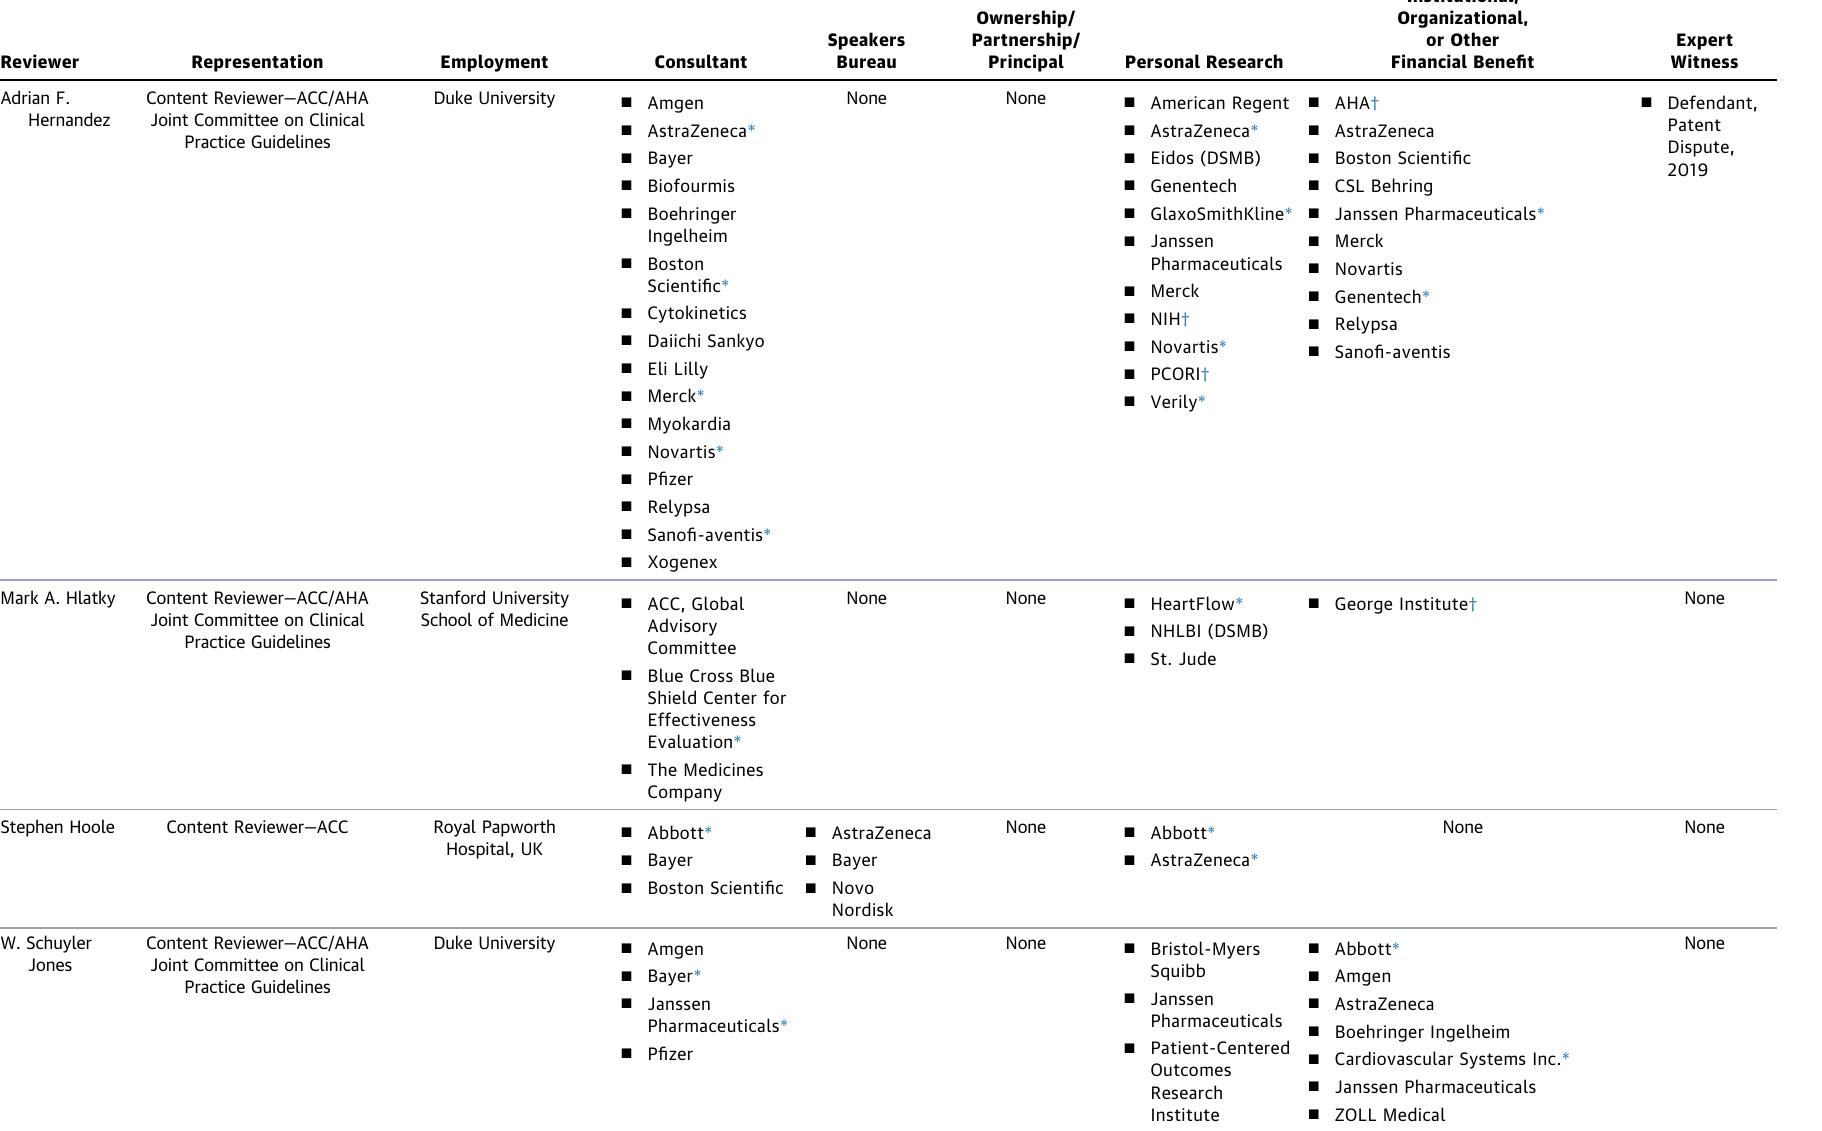 Institutional,
Ownership/
Organizational,
Speakers
Partnership/
or Other
Expert
Reviewer
Representation
Employment
Consultant
Bureau
Principal
Personal Research
Financial Benefit
Witness
Adrian F.
Hernandez
Content Reviewer—ACC/AHA
Joint Committee on Clinical
Practice Guidelines
Duke University
■ Amgen
■ AstraZeneca*
■ Bayer
■ Biofourmis
■ Boehringer
Ingelheim
■ Boston
Scientific*
■ Cytokinetics
■ Daiichi Sankyo
■ Eli Lilly
■ Merck*
■ Myokardia
■ Novartis*
■ Pfizer
■ Relypsa
■ Sanofi-aventis*
■ Xogenex
None
None
■ American Regent
■ AstraZeneca*
■ Eidos (DSMB)
■ Genentech
■ GlaxoSmithKline*
■ Janssen
Pharmaceuticals
■ Merck
■ NIH†
■ Novartis*
■ PCORI†
■ Verily*
■ AHA†
■ AstraZeneca
■ Boston Scientific
■ CSL Behring
■ Janssen Pharmaceuticals*
■ Merck
■ Novartis
■ Genentech*
■ Relypsa
■ Sanofi-aventis
■ Defendant,
Patent
Dispute,
2019
Mark A. Hlatky
Content Reviewer—ACC/AHA
Joint Committee on Clinical
Practice Guidelines
Stanford University
School of Medicine
■ ACC, Global
Advisory
Committee
■ Blue Cross Blue
Shield Center for
Effectiveness
Evaluation*
■ The Medicines
Company
None
None
■ HeartFlow*
■ NHLBI (DSMB)
■ St. Jude
■ George Institute†
None
Stephen Hoole
Content Reviewer—ACC
Royal Papworth
Hospital, UK
■ Abbott*
■ Bayer
■ Boston Scientific
■ AstraZeneca
■ Bayer
■ Novo
Nordisk
None
■ Abbott*
■ AstraZeneca*
None
None
W. Schuyler
Jones
Content Reviewer—ACC/AHA
Joint Committee on Clinical
Practice Guidelines
Duke University
■ Amgen
■ Bayer*
■ Janssen
Pharmaceuticals*
■ Pfizer
None
None
■ Bristol-Myers
Squibb
■ Janssen
Pharmaceuticals
■ Patient-Centered
Outcomes
Research
Institute
■ Abbott*
■ Amgen
■ AstraZeneca
■ Boehringer Ingelheim
■ Cardiovascular Systems Inc.*
■ Janssen Pharmaceuticals
■ ZOLL Medical
None